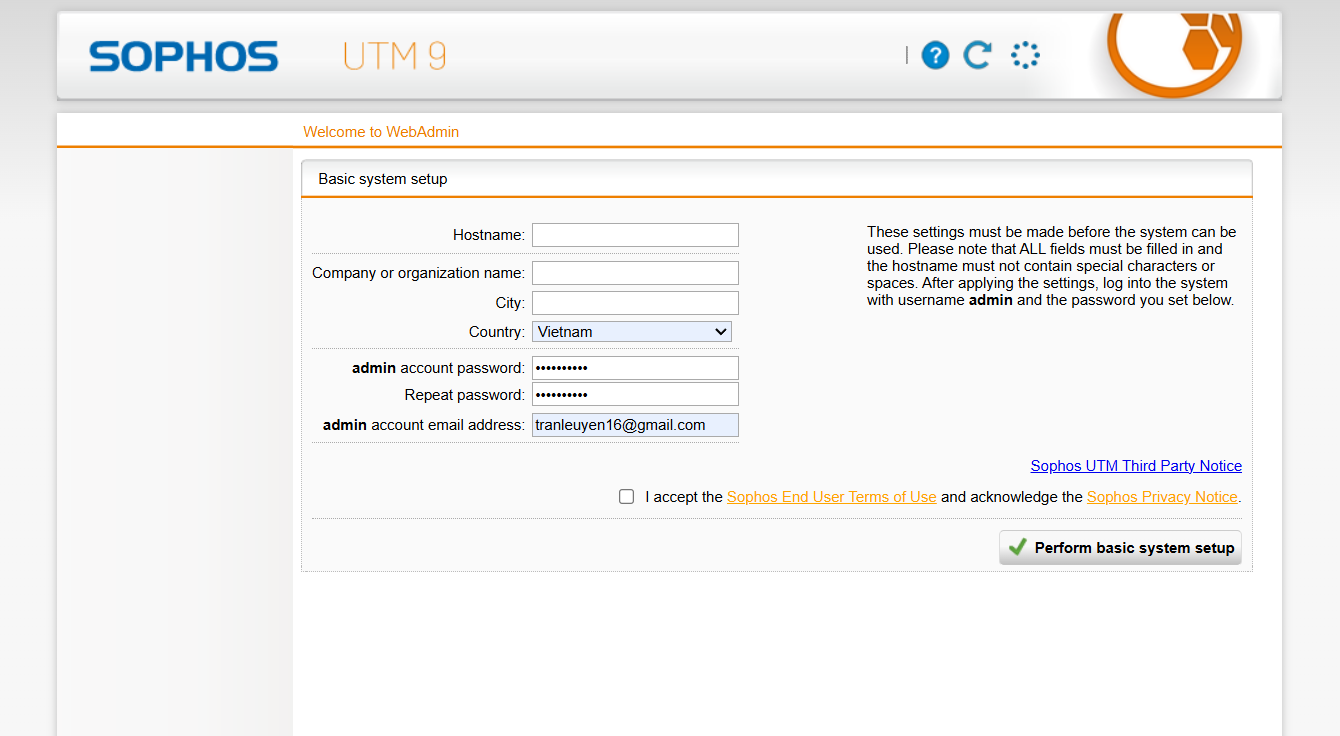 SOPHOS UTM 9
| ?
Welcome to WebAdmin
Basic system setup
Hostname:
Company or organization name:
City:
Country: Vietnam
admin account password: ••••••••••
Repeat password: ••••••••••
admin account email address: tranleuyen16@gmail.com
These settings must be made before the system can be
used. Please note that ALL fields must be filled in and
the hostname must not contain special characters or
spaces. After applying the settings, log into the system
with username admin and the password you set below.
Sophos UTM Third Party Notice
I accept the Sophos End User Terms of Use and acknowledge the Sophos Privacy Notice.
Perform basic system setup